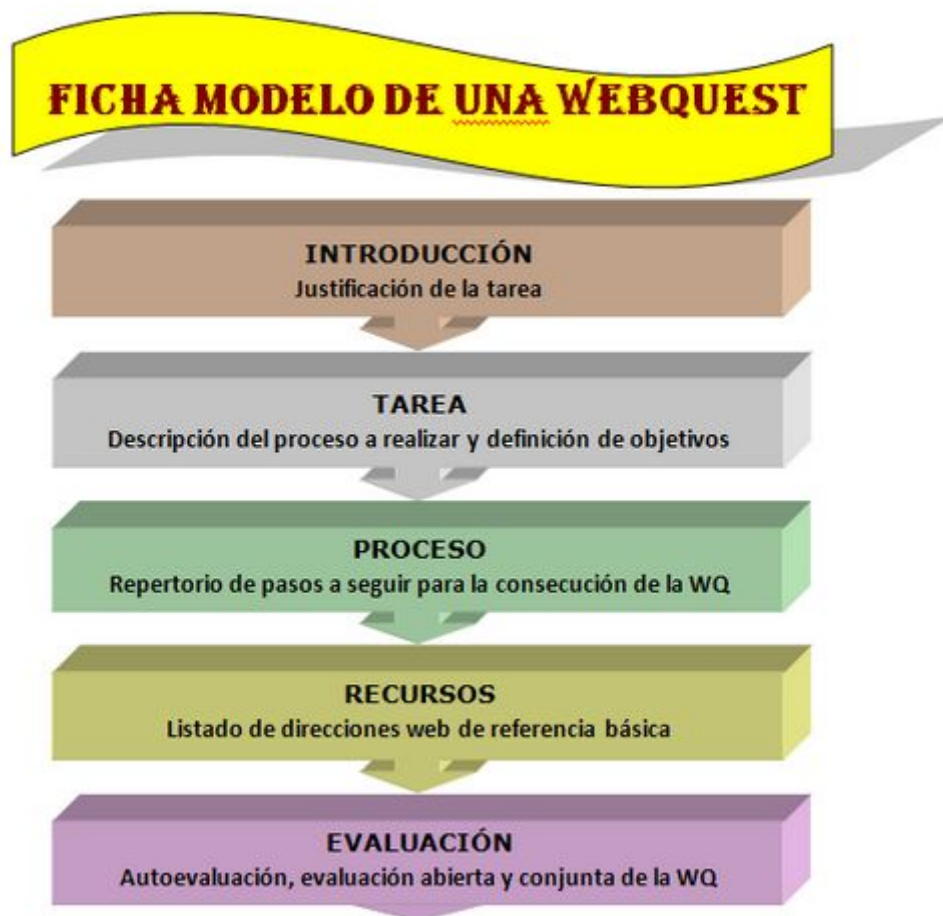 FICHA MODELO DE UNA WEBQUEST
INTRODUCCIÓN
Justificación de la tarea
TAREA
Descripción del proceso a realizar y definición de objetivos
PROCESO
Repertorio de pasos a seguir para la consecución de la WQ
RECURSOS
Listado de direcciones web de referencia básica
EVALUACIÓN
Autoevaluación, evaluación abierta y conjunta de la WQ